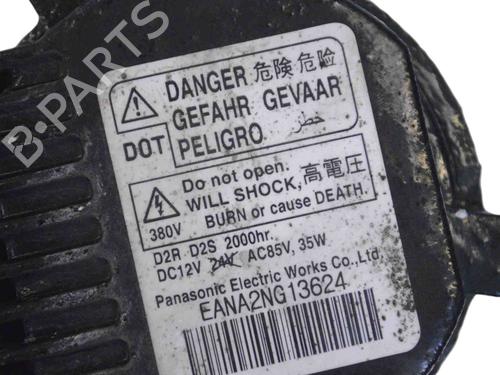 B-PARTS
DANGER 危険 危险
GEFAHR GEVAAR
PELIGRO خطر
DOT
Do not open.
WILL SHOCK, 高電圧
BURN or cause DEATH.
380V
D2R D2S 2000hr.
DC12V 24V AC85V, 35W
Panasonic Electric Works Co.,Ltd.
EANA2NG13624